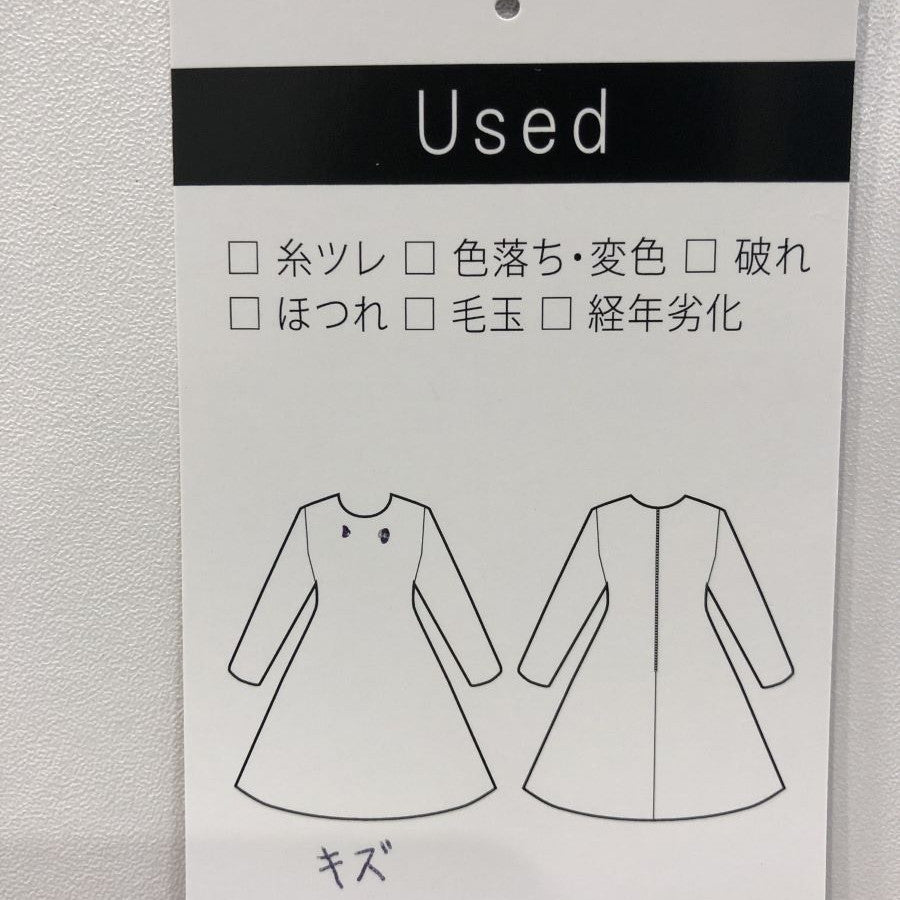 Used
□ 糸ツレ □ 色落ち・変色 □ 破れ
□ ほつれ □ 毛玉 □ 経年劣化
キズ